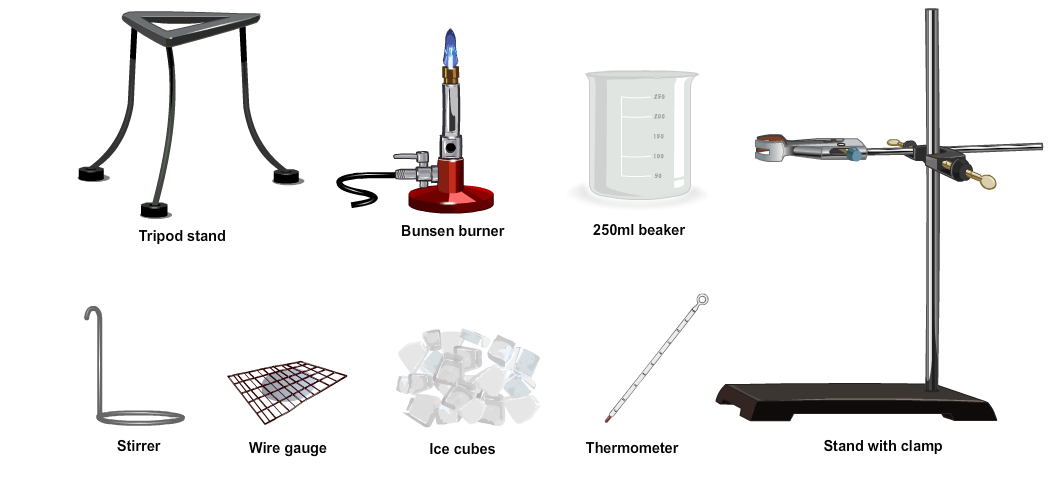 250
200
150
100
50
Tripod stand
Bunsen burner
250ml beaker
Stirrer
Wire gauge
Ice cubes
Thermometer
Stand with clamp